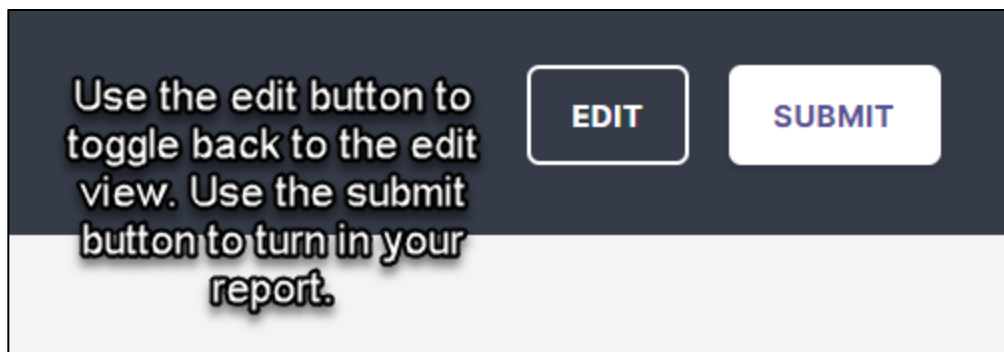 Use the edit button to
toggle back to the edit
view. Use the submit
button to turn in your
report.
EDIT
SUBMIT